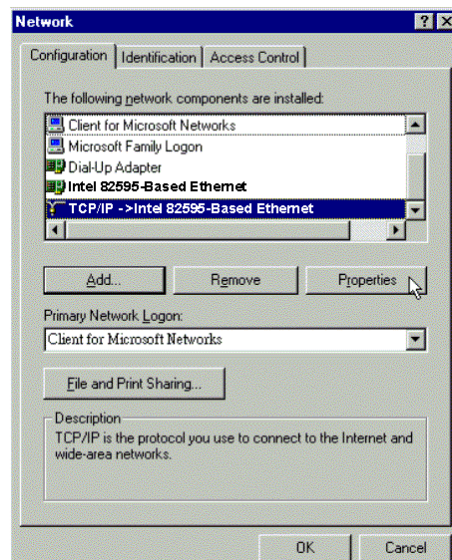 Network
Configuration Identification Access Control
The following network components are installed:
Client for Microsoft Networks
Microsoft Family Logon
Dial-Up Adapter
Intel 82595-Based Ethernet
TCP/IP ->Intel 82595-Based Ethernet
Add... Remove Properties
Primary Network Logon:
Client for Microsoft Networks
File and Print Sharing...
Description
TCP/IP is the protocol you use to connect to the Internet and
wide-area networks.
OK Cancel